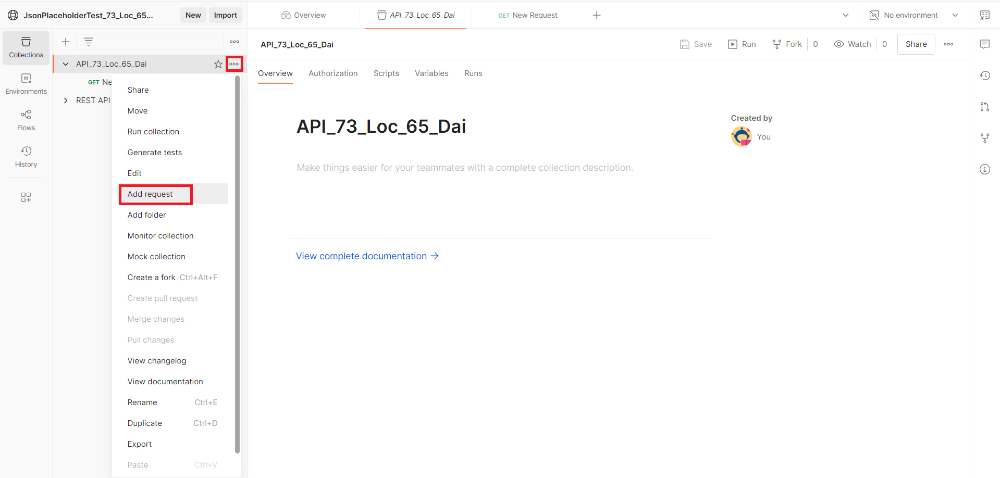 JsonPlaceholderTest_73_Loc_65...
New
Import
Overview
API_73_Loc_65_Dai
GET New Request
No environment
Collections
Environments
Flows
History
API_73_Loc_65_Dai
GET Ne
REST API
Share
Move
Run collection
Generate tests
Edit
Add request
Add folder
Monitor collection
Mock collection
Create a fork Ctrl+Alt+F
Create pull request
Merge changes
Pull changes
View changelog
View documentation
Rename Ctrl+E
Duplicate Ctrl+D
Export
Paste Ctrl+V
API_73_Loc_65_Dai
Save
Run
Fork 0
Watch 0
Share
Overview
Authorization
Scripts
Variables
Runs
API_73_Loc_65_Dai
Make things easier for your teammates with a complete collection description.
View complete documentation →
Created by
You